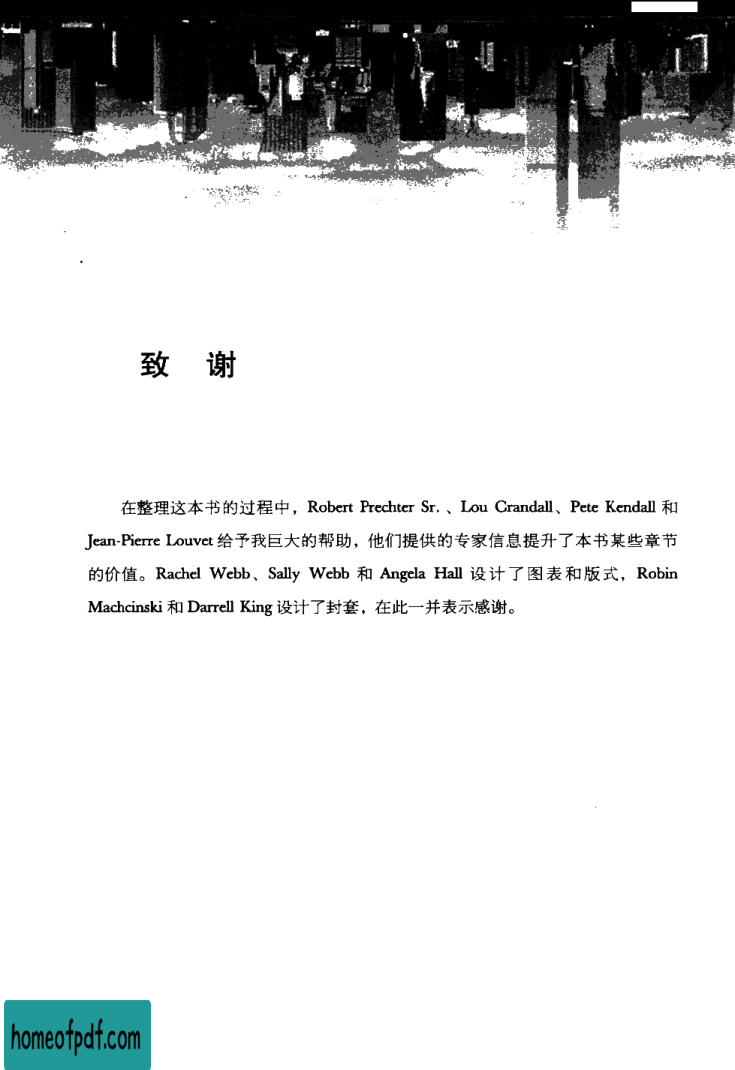 致 谢
在整理这本书的过程中，Robert Prechter Sr.、Lou Crandall、Pete Kendall 和
Jean-Pierre Louvet 给予我巨大的帮助，他们提供的专家信息提升了本书某些章节
的价值。Rachel Webb、Sally Webb 和 Angela Hall 设计了图表和版式，Robin
Machcinski 和 Darrell King 设计了封套，在此一并表示感谢。
homeofpdf.com